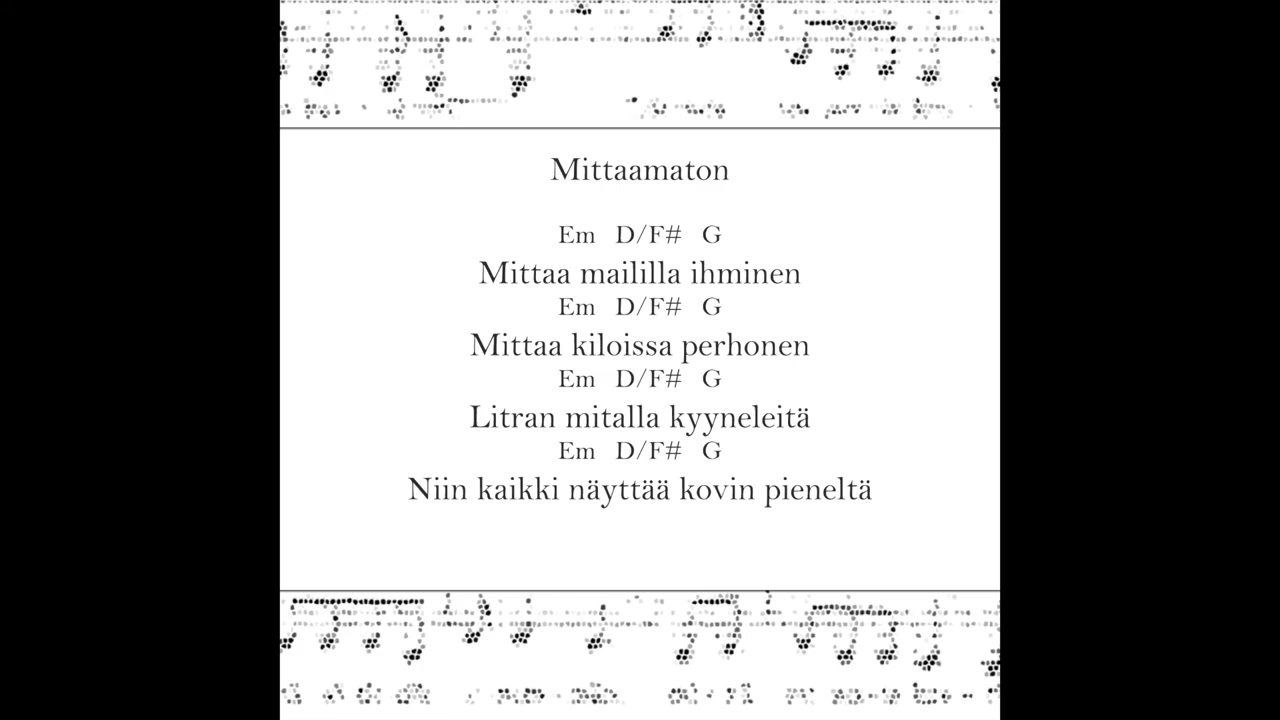 Mittaamaton
Em D/F# G
Mittaa maililla ihminen
Em D/F# G
Mittaa kiloissa perhonen
Em D/F# G
Litran mitalla kyyneleitä
Em D/F# G
Niin kaikki näyttää kovin pieneltä